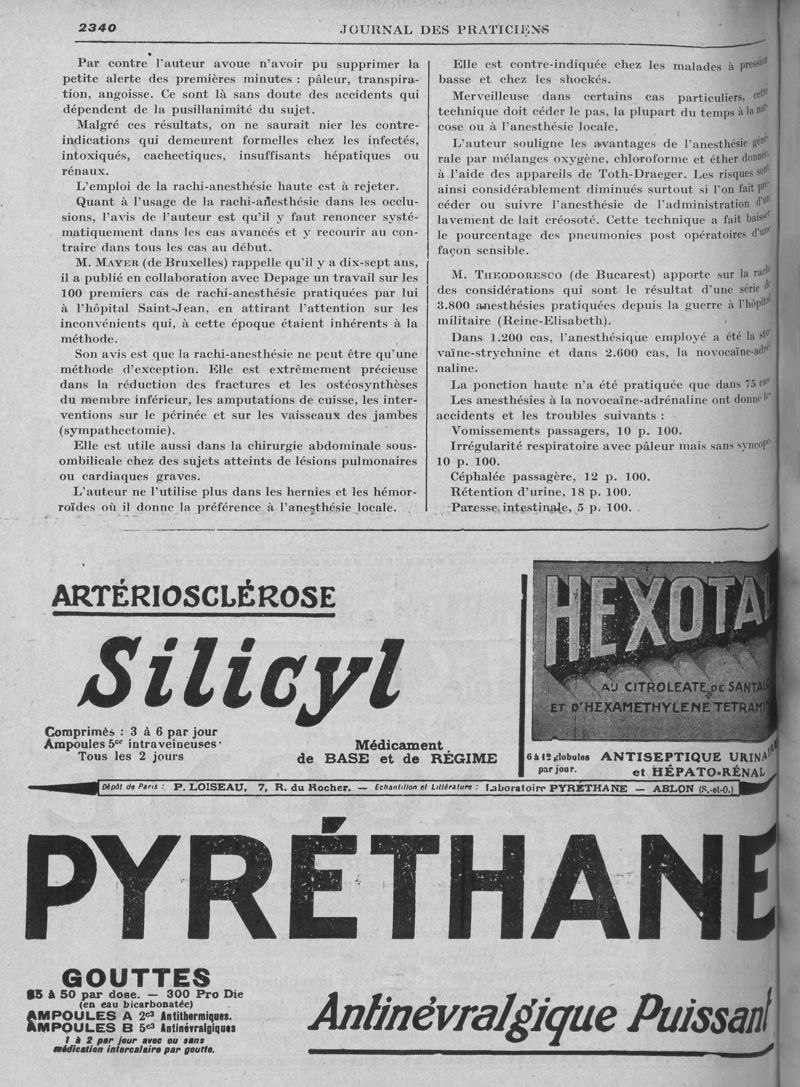 2340
JOURNAL DES PRATICIENS
Par contre l'auteur avoue n'avoir pu supprimer la
petite alerte des premières minutes : pâleur, transpira-
tion, angoisse. Ce sont là sans doute des accidents qui
dépendent de la pusillanimité du sujet.
Malgré ces résultats, on ne saurait nier les contre-
indications qui demeurent formelles chez les infectés,
intoxiqués, cachectiques, insuffisants hépatiques ou
rénaux.
L'emploi de la rachi-anesthésie haute est à rejeter.
Quant à l'usage de la rachi-anesthésie dans les occlu-
sions, l'avis de l'auteur est qu'il y faut renoncer systé-
matiquement dans les cas avancés et y recourir au con-
traire dans tous les cas au début.
M. MAYER (de Bruxelles) rappelle qu'il y a dix-sept ans,
il a publié en collaboration avec Depage un travail sur les
100 premiers cas de rachi-anesthésie pratiquées par lui
à l'hôpital Saint-Jean, en attirant l'attention sur les
inconvénients qui, à cette époque étaient inhérents à la
méthode.
Son avis est que la rachi-anesthésie ne peut être qu'une
méthode d'exception. Elle est extrêmement précieuse
dans la réduction des fractures et les ostéosynthèses
du membre inférieur, les amputations de cuisse, les inter-
ventions sur le périnée et sur les vaisseaux des jambes
(sympathectomie).
Elle est utile aussi dans la chirurgie abdominale sous-
ombilicale chez des sujets atteints de lésions pulmonaires
ou cardiaques graves.
L'auteur ne l'utilise plus dans les hernies et les hémor-
roïdes où il donne la préférence à l'anesthésie locale.
Elle est contre-indiquée chez les malades à pression
basse et chez les shockés.
Merveilleuse dans certains cas particuliers, cette
technique doit céder le pas, la plupart du temps à la nar-
cose ou à l'anesthésie locale.
L'auteur souligne les avantages de l'anesthésie géné-
rale par mélanges oxygène, chloroforme et éther donnée
à l'aide des appareils de Toth-Draeger. Les risques sont
ainsi considérablement diminués surtout si l'on fait pré-
céder ou suivre l'anesthésie de l'administration d'un
lavement de lait créosoté. Cette technique a fait baisser
le pourcentage des pneumonies post opératoires d'une
façon sensible.
M. THEODORESCO (de Bucarest) apporte sur la rachi
des considérations qui sont le résultat d'une série de
3.800 anesthésies pratiquées depuis la guerre à l'hôpital
militaire (Reine-Elisabeth).
Dans 1.200 cas, l'anesthésique employé a été la sto-
vaïne-strychnine et dans 2.600 cas, la novocaïne-adré-
naline.
La ponction haute n'a été pratiquée que dans 75 cas
Les anesthésies à la novocaïne-adrénaline ont donné les
accidents et les troubles suivants :
Vomissements passagers, 10 p. 100.
Irrégularité respiratoire avec pâleur mais sans syncope
10 p. 100.
Céphalée passagère, 12 p. 100.
Rétention d'urine, 18 p. 100.
Paresse intestinale, 5 p. 100.
ARTÉRIOSCLÉROSE
Silicyl
Comprimés : 3 à 6 par jour
Ampoules 5cc intraveineuses
Tous les 2 jours
Médicament
de BASE et de RÉGIME
HEXOTAL
AU CITROLEATE DE SANTAL
ET D'HEXAMETHYLENE TETRAMIN
6 à 12 globules
par jour.
ANTISEPTIQUE URINAIRE
et HÉPATO-RÉNAL
Dépôt de Paris : P. LOISEAU, 7, R. du Rocher. — Echantillon et Littérature : Laboratoire PYRÉTHANE — ABLON (S.-et-O.)
PYRÉTHANE
GOUTTES
25 à 50 par dose. — 300 Pro Die
(en eau bicarbonatée)
AMPOULES A 2c3 Antithermiques.
AMPOULES B 5c3 Antinévralgiques
1 à 2 par jour avec ou sans
médication intercalaire par goutte.
Antinévralgique Puissant